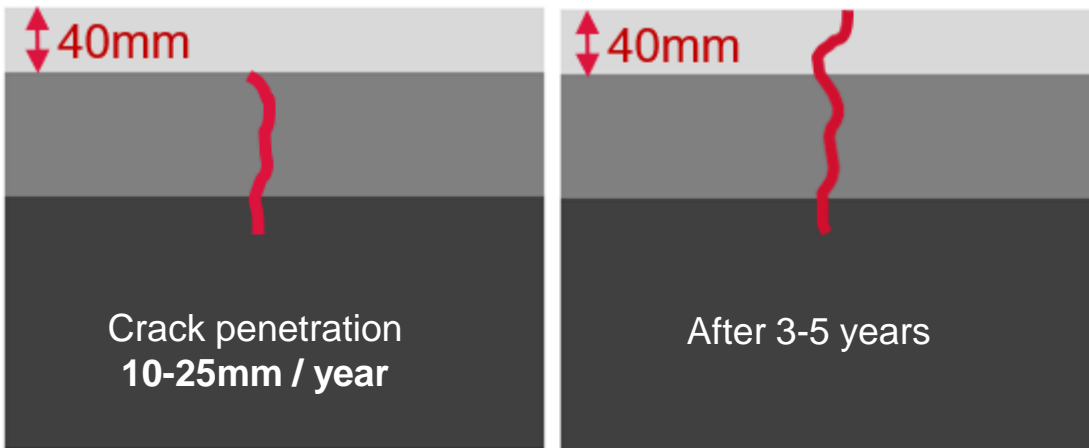 40mm
Crack penetration
10-25mm / year
40mm
After 3-5 years